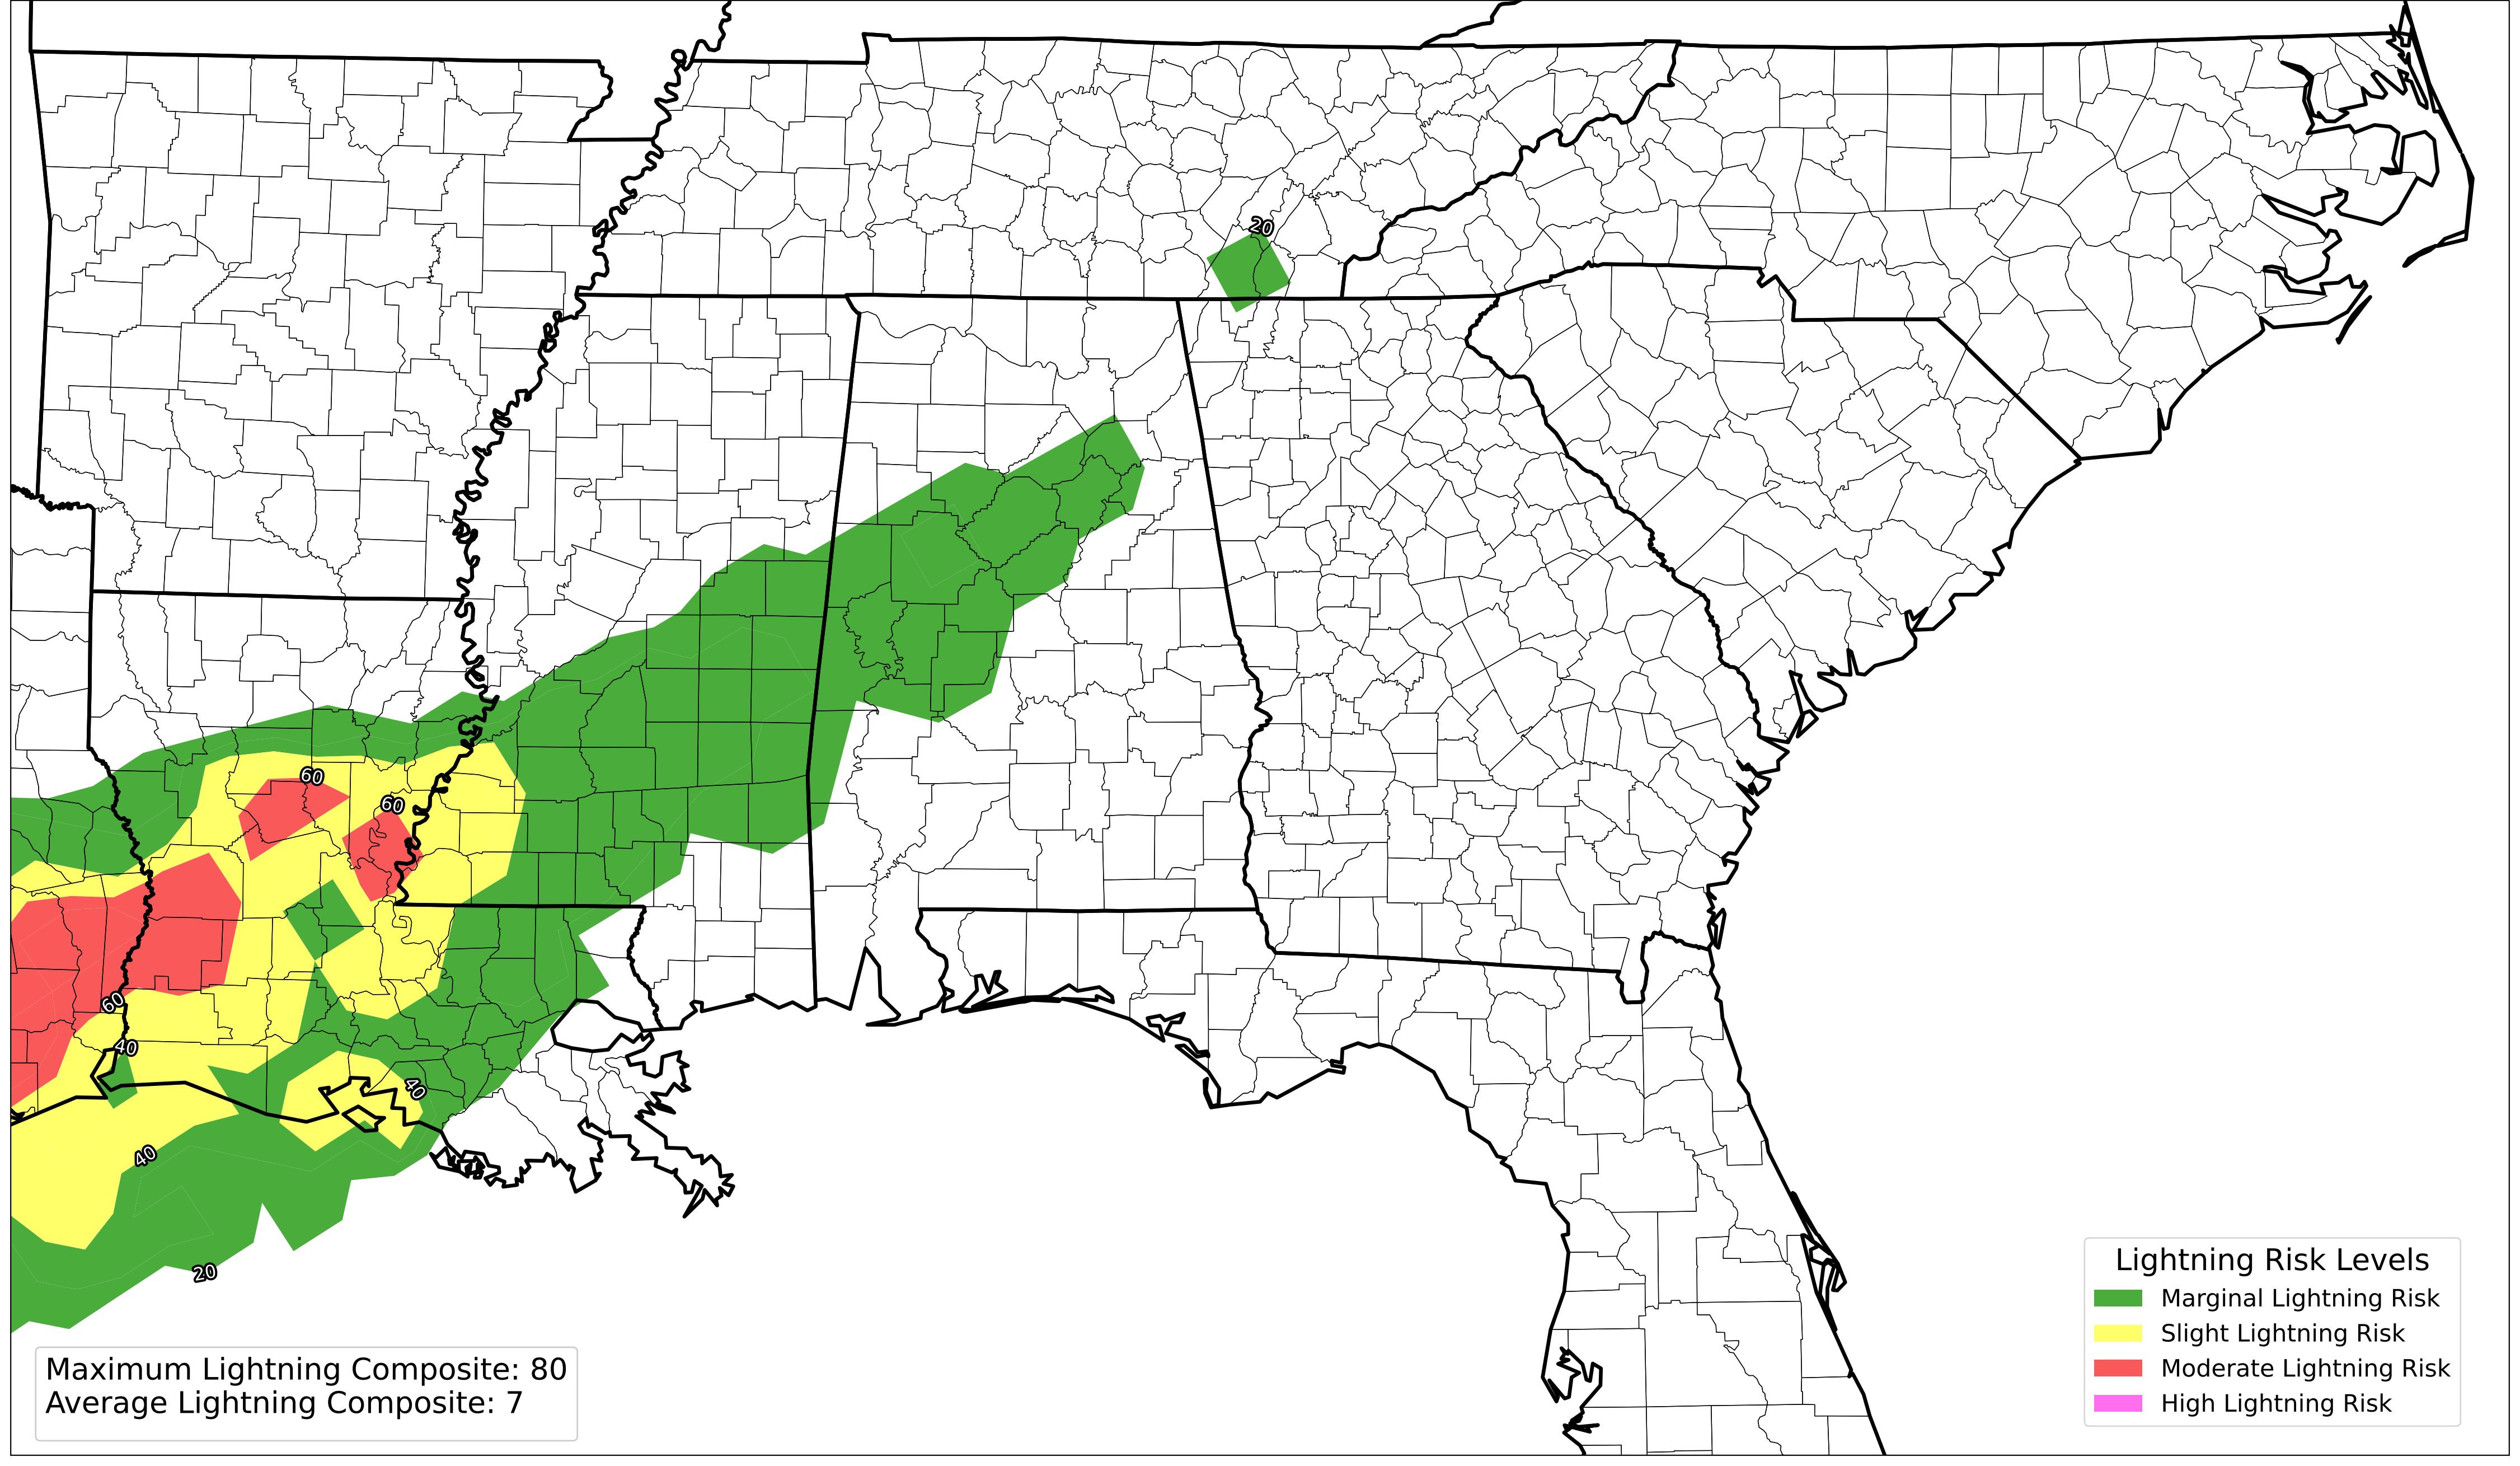 20
60
60
60
40
40
40
20
Maximum Lightning Composite: 80
Average Lightning Composite: 7
Lightning Risk Levels
Marginal Lightning Risk
Slight Lightning Risk
Moderate Lightning Risk
High Lightning Risk